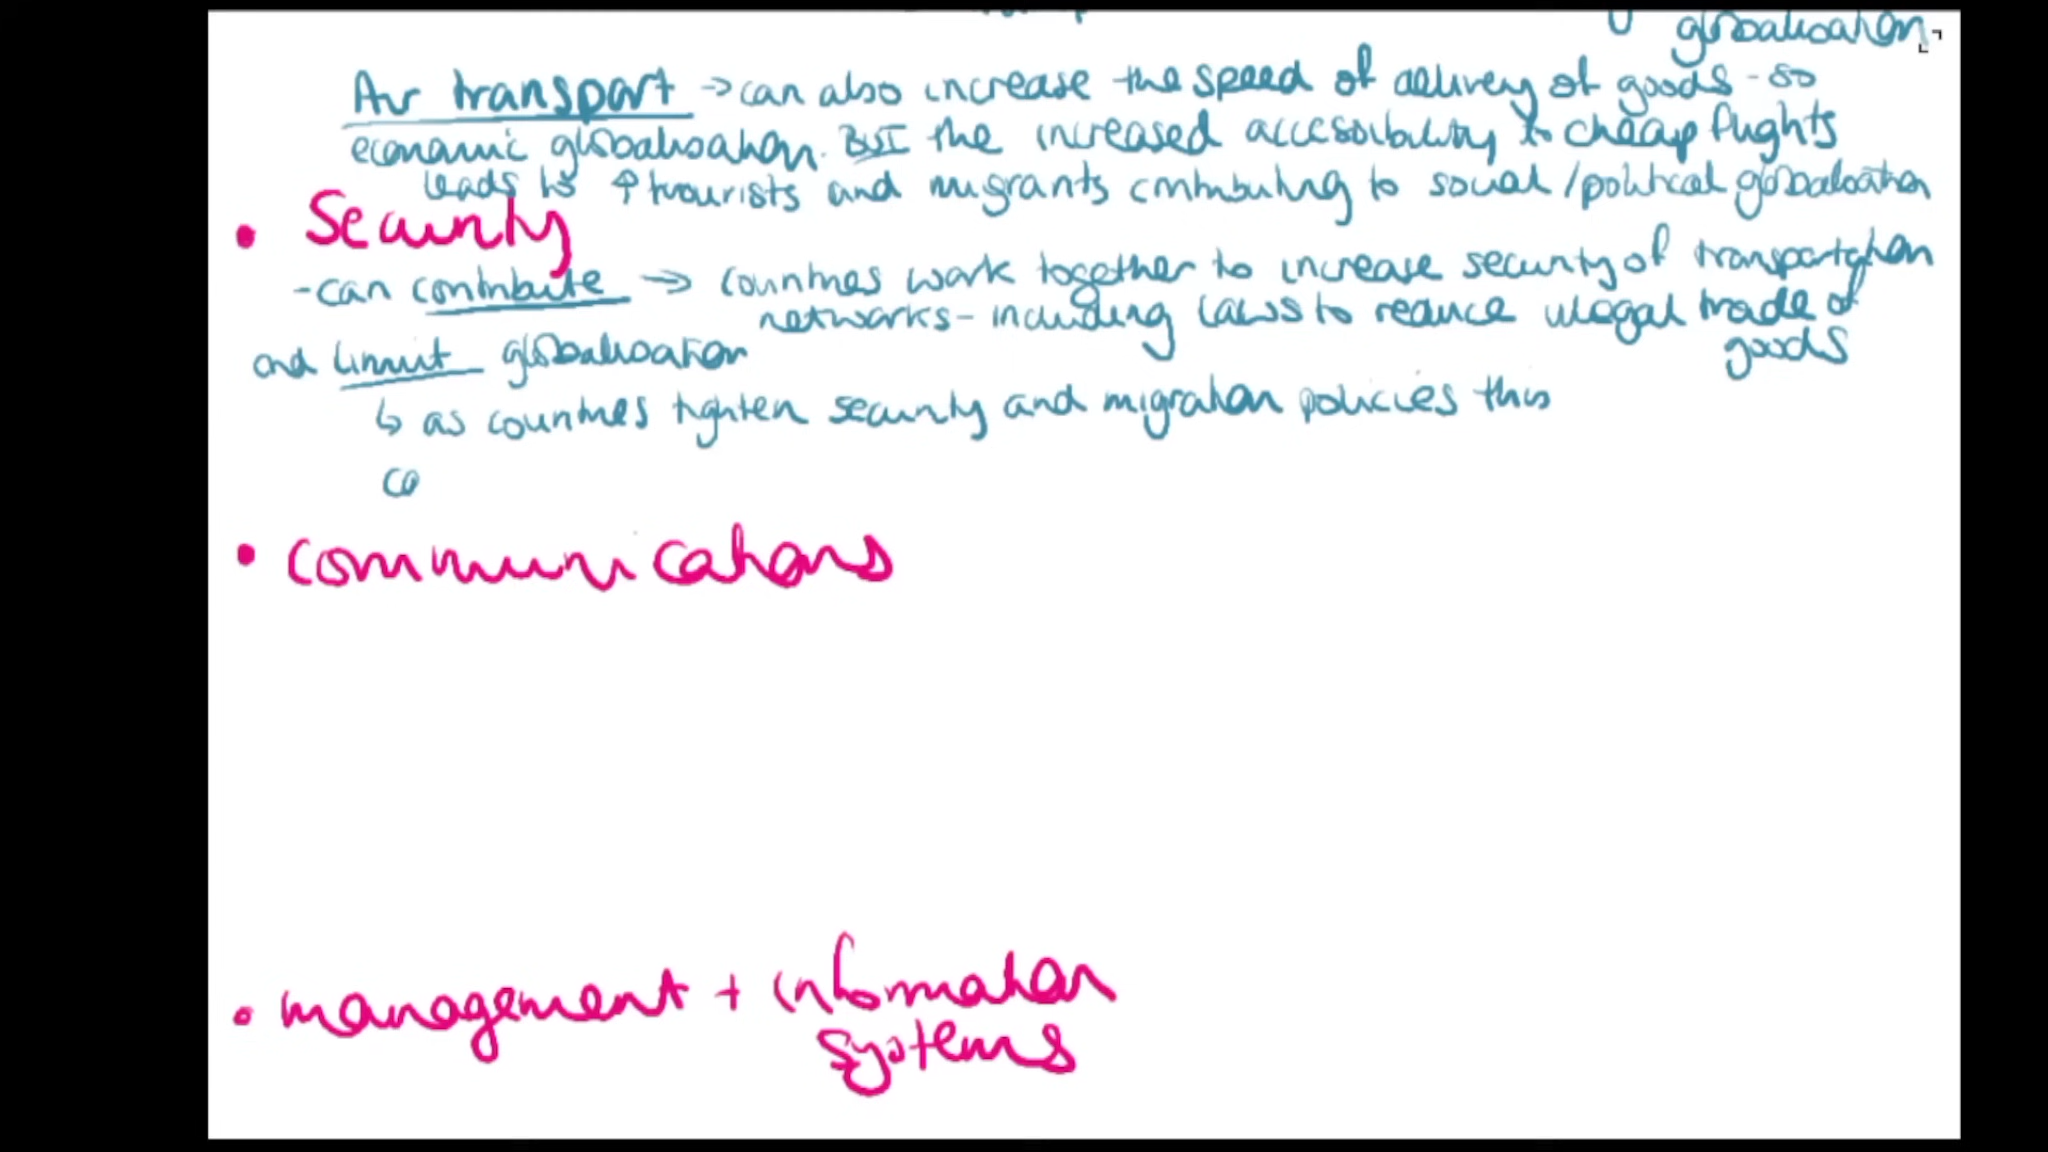 globalisation.
Air transport → can also increase the speed of delivery of goods - so
economic globalisation. BUT the increased accessibility to cheap flights
leads to ↑ tourists and migrants contributing to social/political globalisation
• Security
- can contribute → countries work together to increase security of transportation
networks - including laws to reduce illegal trade of
goods
and limit globalisation
↳ as countries tighten security and migration policies this
ca
• communications
• management + information
systems